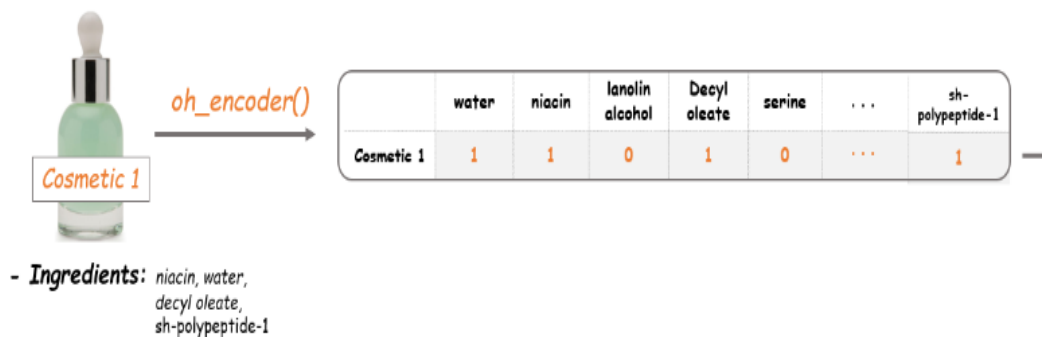 oh_encoder()
Cosmetic 1
- Ingredients: niacin, water,
decyl oleate,
sh-polypeptide-1
water niacin lanolin alcohol Decyl oleate serine ... sh-polypeptide-1
Cosmetic 1 1 1 0 1 0 ... 1